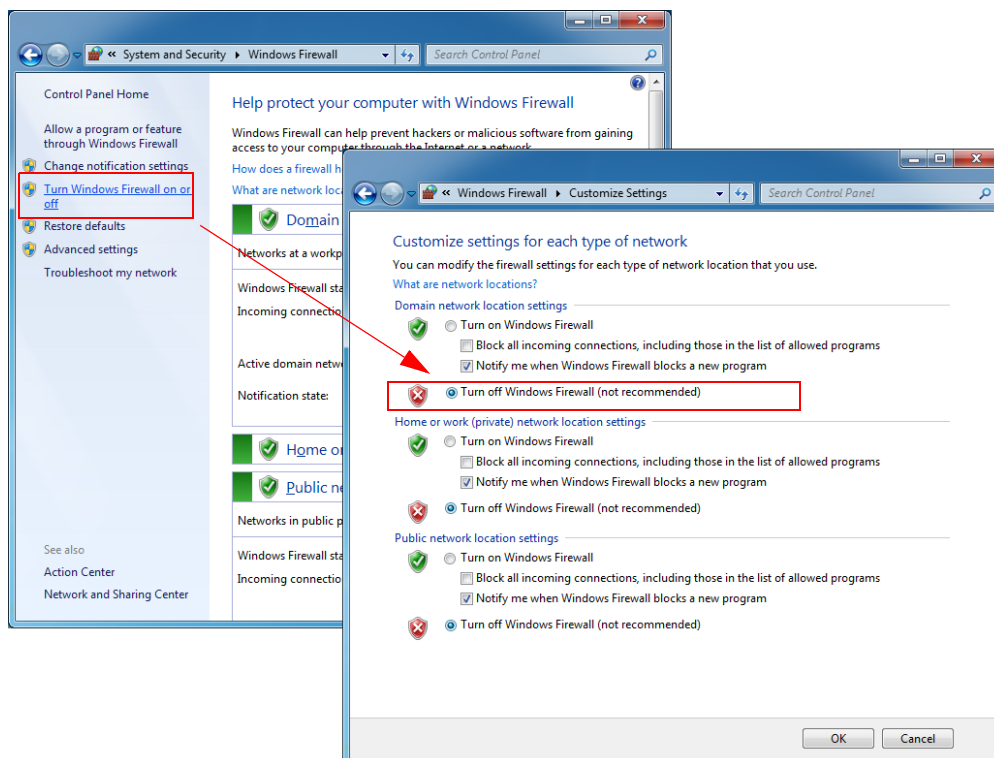 « System and Security ▸ Windows Firewall
Search Control Panel
Control Panel Home
Allow a program or feature
through Windows Firewall
Change notification settings
Turn Windows Firewall on or
off
Restore defaults
Advanced settings
Troubleshoot my network
See also
Action Center
Network and Sharing Center
Help protect your computer with Windows Firewall
Windows Firewall can help prevent hackers or malicious software from gaining
access to your computer through the Internet or a network.
How does a firewall h
What are network loca
Domain
Networks at a workp
Windows Firewall sta
Incoming connectio
Active domain netw
Notification state:
Home or
Public ne
Networks in public p
Windows Firewall sta
Incoming connectio
« Windows Firewall ▸ Customize Settings
Search Control Panel
Customize settings for each type of network
You can modify the firewall settings for each type of network location that you use.
What are network locations?
Domain network location settings
Turn on Windows Firewall
Block all incoming connections, including those in the list of allowed programs
Notify me when Windows Firewall blocks a new program
Turn off Windows Firewall (not recommended)
Home or work (private) network location settings
Turn on Windows Firewall
Block all incoming connections, including those in the list of allowed programs
Notify me when Windows Firewall blocks a new program
Turn off Windows Firewall (not recommended)
Public network location settings
Turn on Windows Firewall
Block all incoming connections, including those in the list of allowed programs
Notify me when Windows Firewall blocks a new program
Turn off Windows Firewall (not recommended)
OK
Cancel